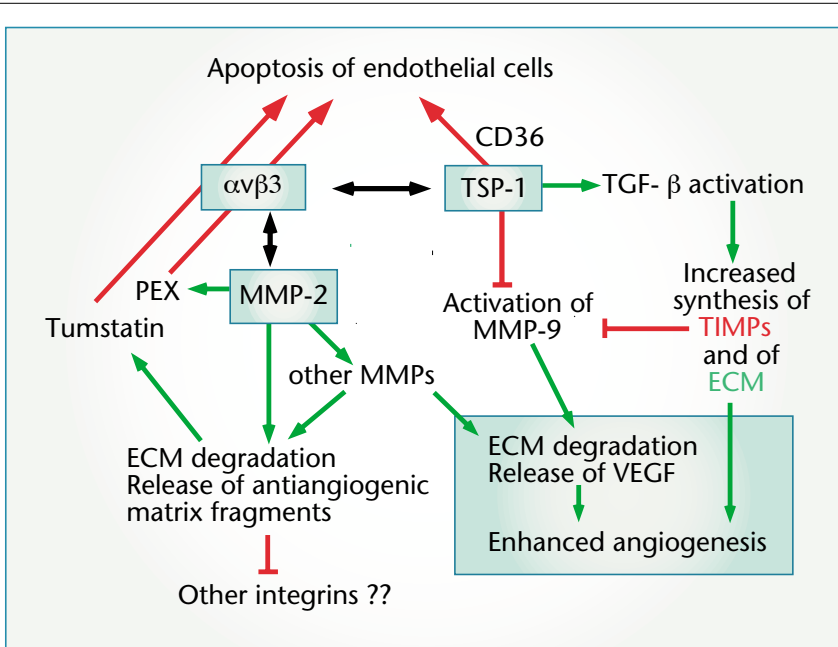 Apoptosis of endothelial cells
CD36
αvβ3
TSP-1
TGF- β activation
PEX
MMP-2
Tumstatin
Activation of
MMP-9
Increased
synthesis of
TIMPs
and of
ECM
other MMPs
ECM degradation
Release of antiangiogenic
matrix fragments
ECM degradation
Release of VEGF
Enhanced angiogenesis
Other integrins ??